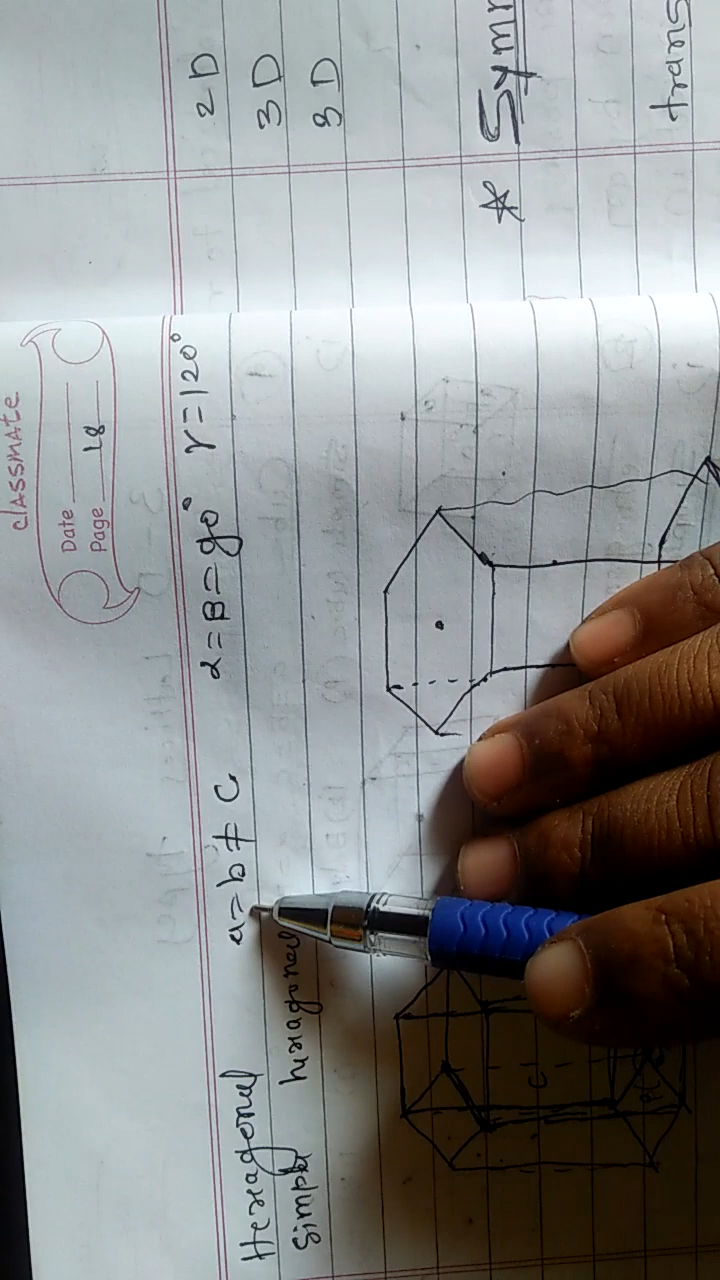 classmate
Date
Page 18
Hexagonal a=b≠c α=β=90° γ=120°
Simple hexagonal
C
2D
3D
3D
* Symm
trans